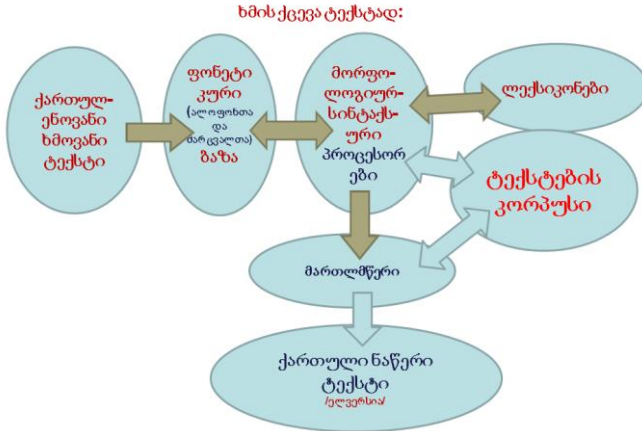 ხმის ქცევა ტექსტად:
ქართულ-
ენოვანი
ხმოვანი
ტექსტი
ფონეტი
კური
(ალოფონთა
და
მარცვალთა)
ბაზა
მორფო-
ლოგიურ-
სინტაქს-
ური
პროცესორ
ები
ლექსიკონები
ტექსტების
კორპუსი
მართლმწერი
ქართული ნაწერი
ტექსტი
/ელვერსია/